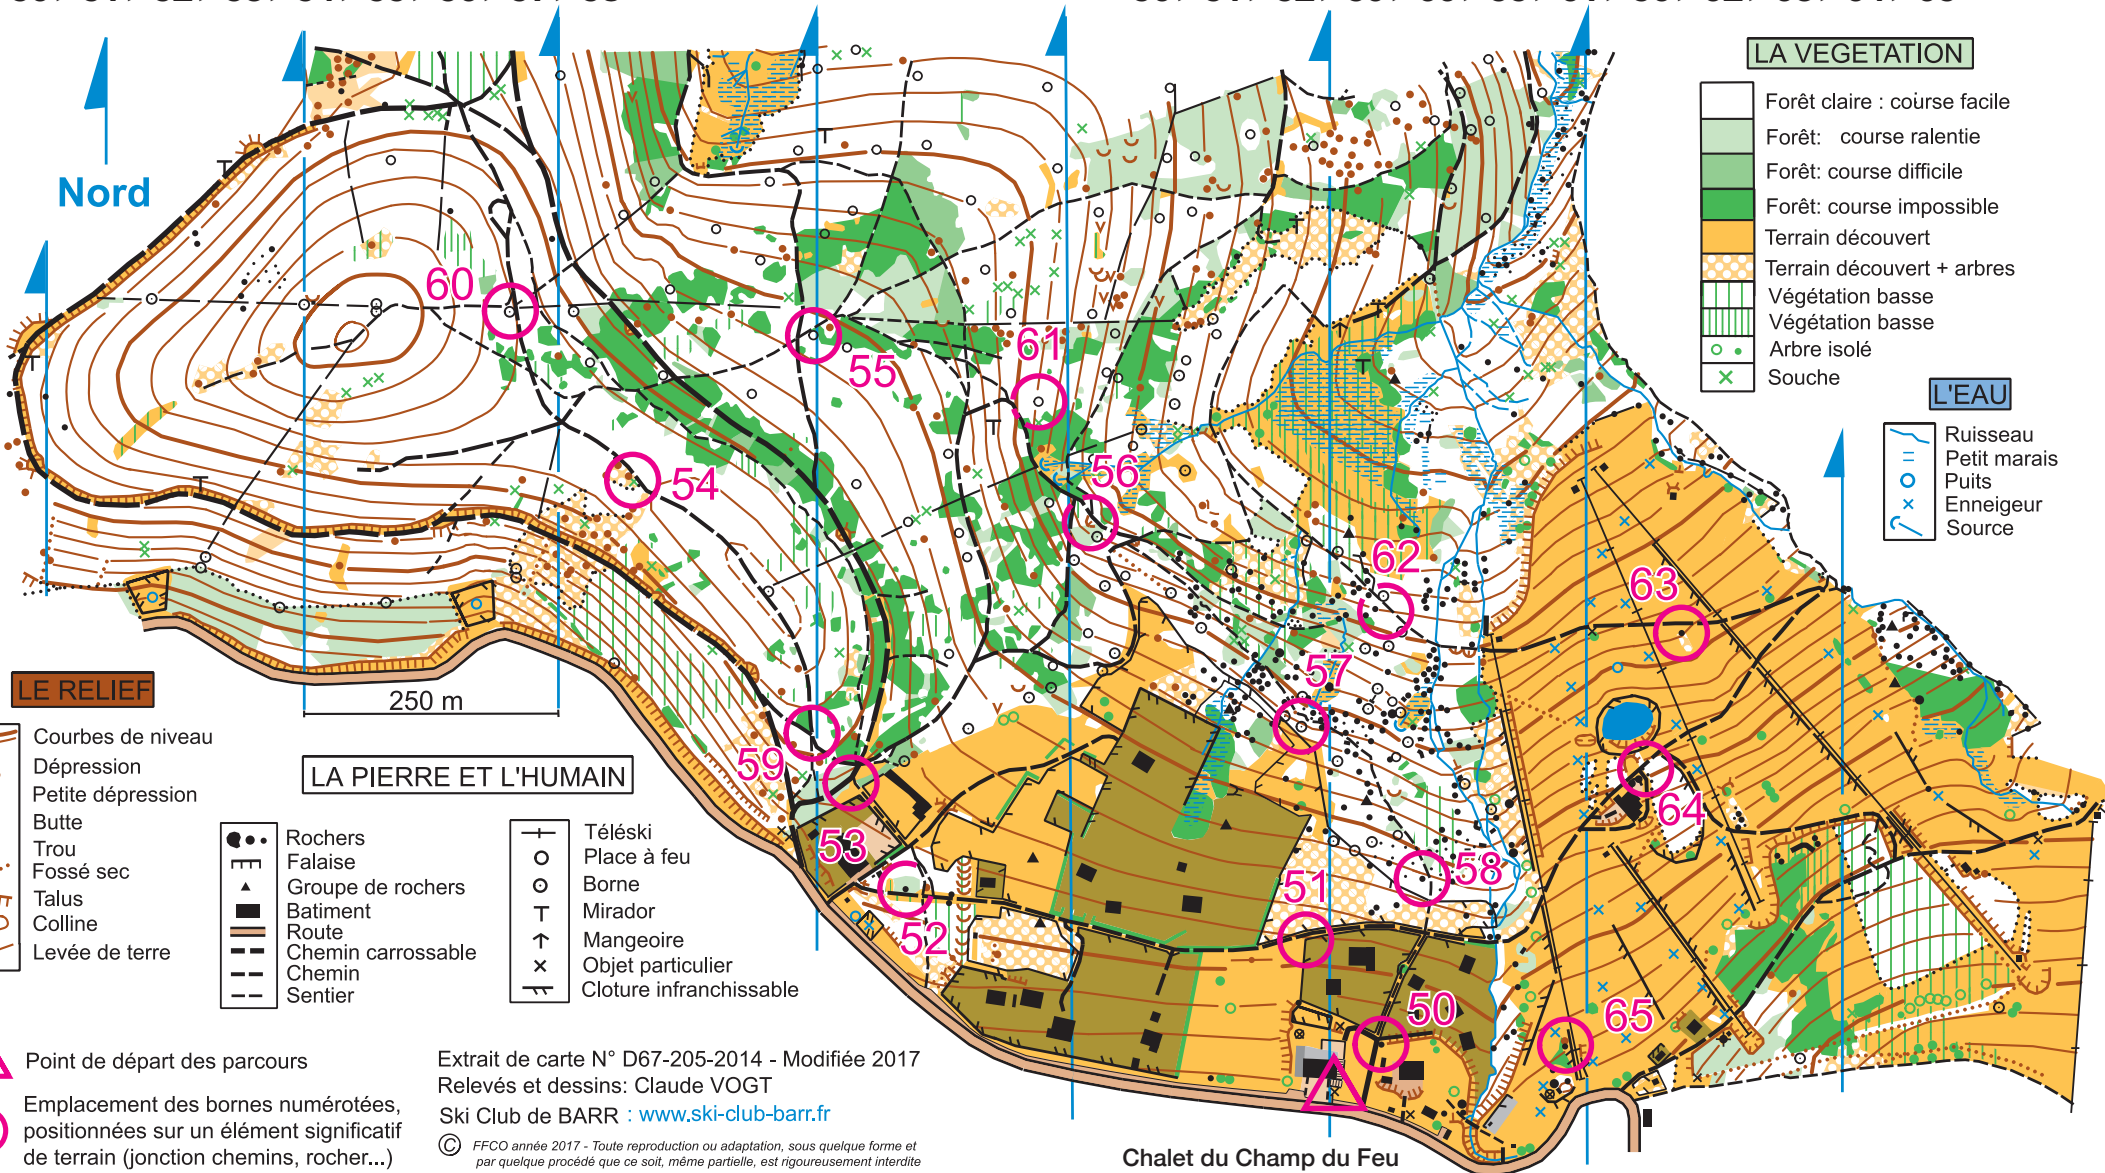 LA VEGETATION
Forêt claire : course facile
Forêt: course ralentie
Forêt: course difficile
Forêt: course impossible
Terrain découvert
Terrain découvert + arbres
Végétation basse
Végétation basse
Arbre isolé
Souche
Nord
60
55
61
54
56
62
63
57
59
53
64
58
51
52
50
65
L'EAU
Ruisseau
Petit marais
Puits
Enneigeur
Source
250 m
LE RELIEF
Courbes de niveau
Dépression
Petite dépression
Butte
Trou
Fossé sec
Talus
Colline
Levée de terre
LA PIERRE ET L'HUMAIN
Rochers
Falaise
Groupe de rochers
Batiment
Route
Chemin carrossable
Chemin
Sentier
Téléski
Place à feu
Borne
Mirador
Mangeoire
Objet particulier
Cloture infranchissable
Point de départ des parcours
Emplacement des bornes numérotées,
positionnées sur un élément significatif
de terrain (jonction chemins, rocher...)
Extrait de carte N° D67-205-2014 - Modifiée 2017
Relevés et dessins: Claude VOGT
Ski Club de BARR : www.ski-club-barr.fr
© FFCO année 2017 - Toute reproduction ou adaptation, sous quelque forme et
par quelque procédé que ce soit, même partielle, est rigoureusement interdite
Chalet du Champ du Feu